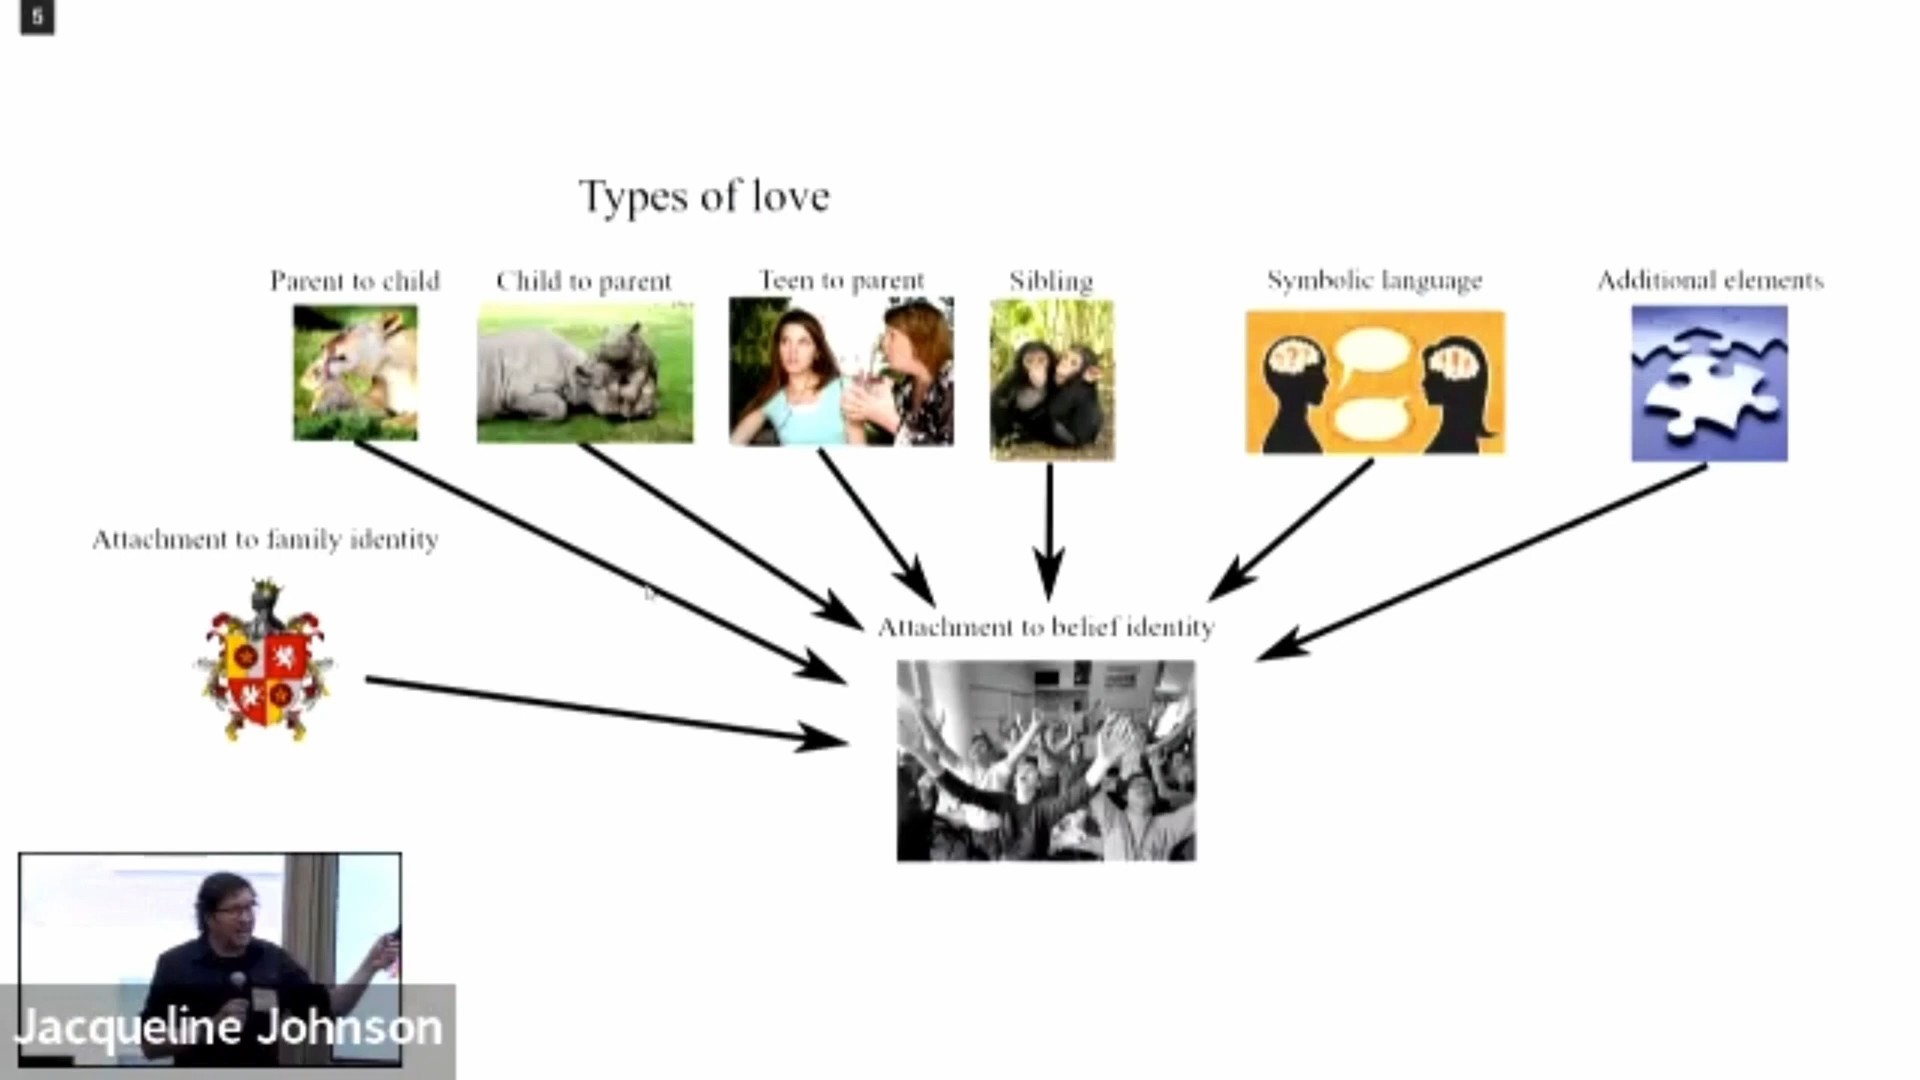 5
Types of love
Parent to child
Child to parent
Teen to parent
Sibling
Symbolic language
Additional elements
Attachment to family identity
Attachment to belief identity
Jacqueline Johnson